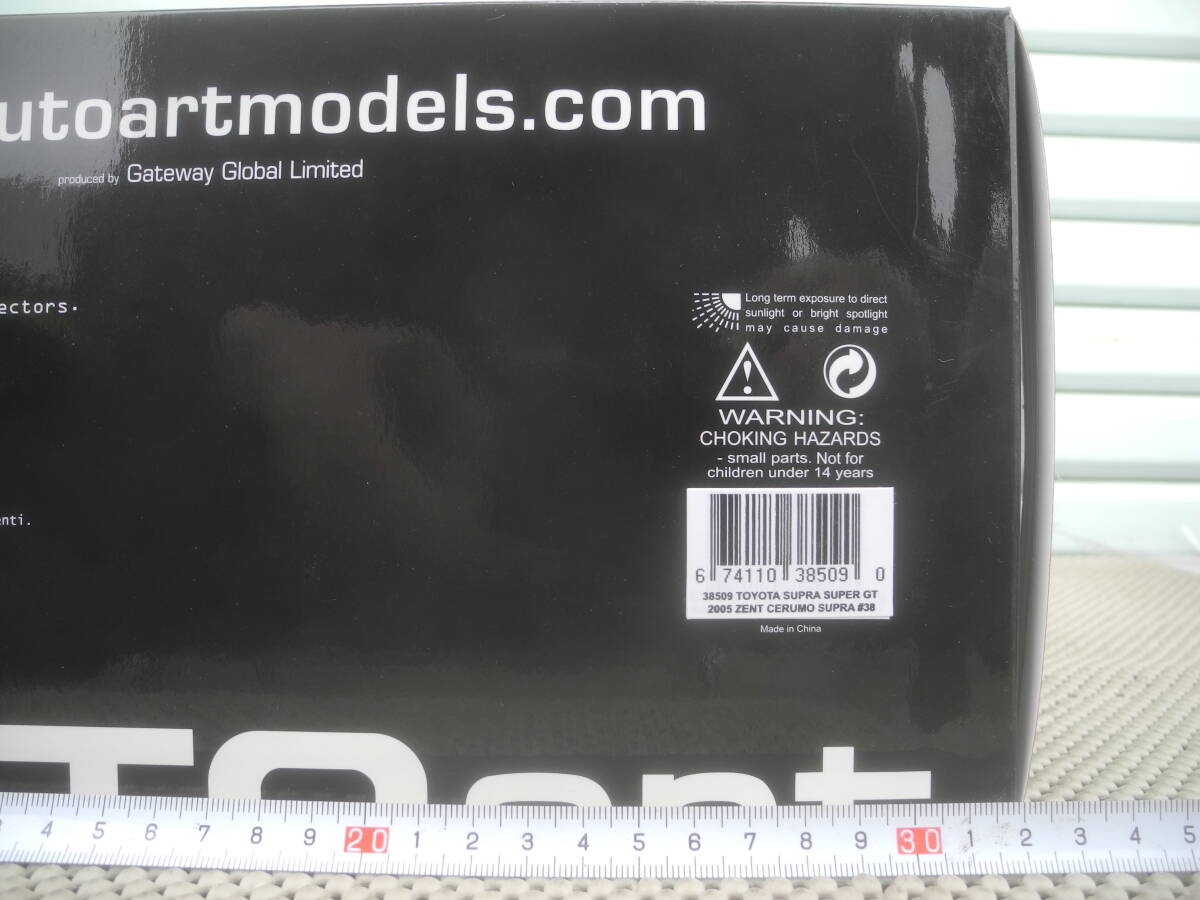 utoartmodels.com
produced by Gateway Global Limited
ectors.
Long term exposure to direct
sunlight or bright spotlight
may cause damage
WARNING:
CHOKING HAZARDS
- small parts. Not for
children under 14 years
enti.
6 74110 38509 0
38509 TOYOTA SUPRA SUPER GT
2005 ZENT CERUMO SUPRA #38
Made in China
TOart
3 4 5 6 7 8 9 20 1 2 3 4 5 6 7 8 9 30 1 2 3 4 5